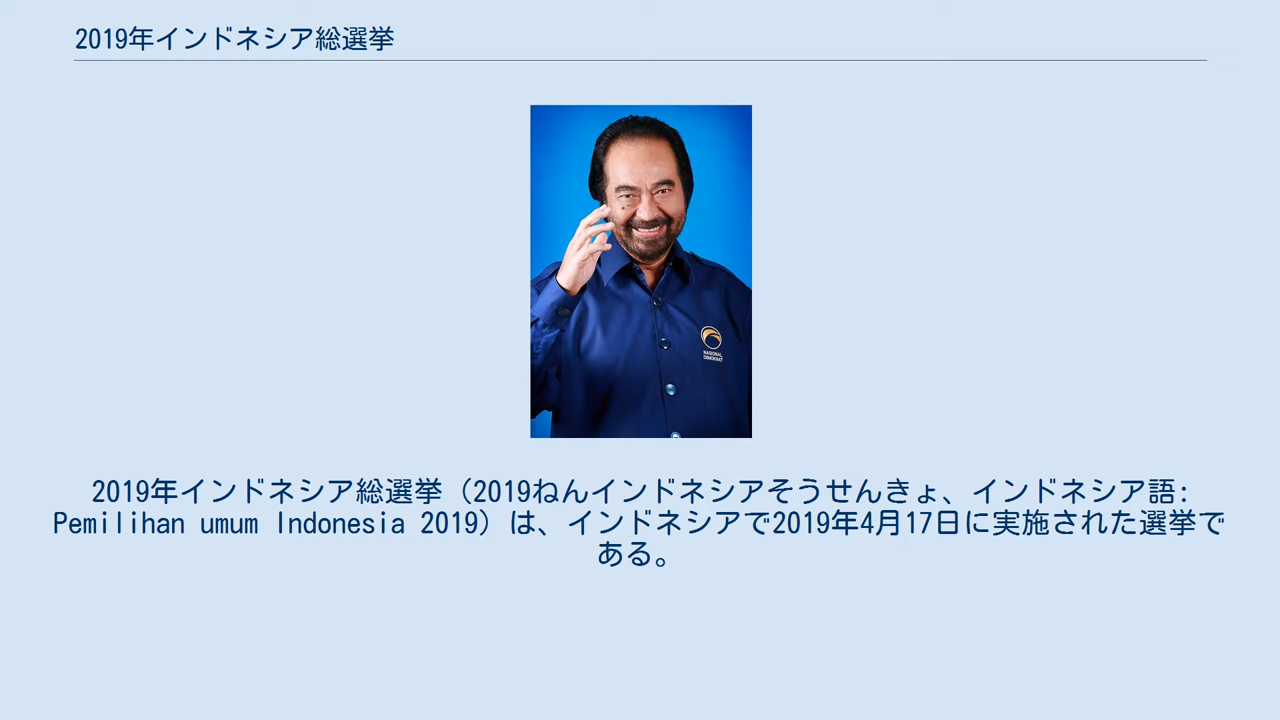 2019年インドネシア総選挙
NASIONAL
DEMOKRAT
2019年インドネシア総選挙（2019ねんインドネシアそうせんきょ、インドネシア語:
Pemilihan umum Indonesia 2019）は、インドネシアで2019年4月17日に実施された選挙で
ある。